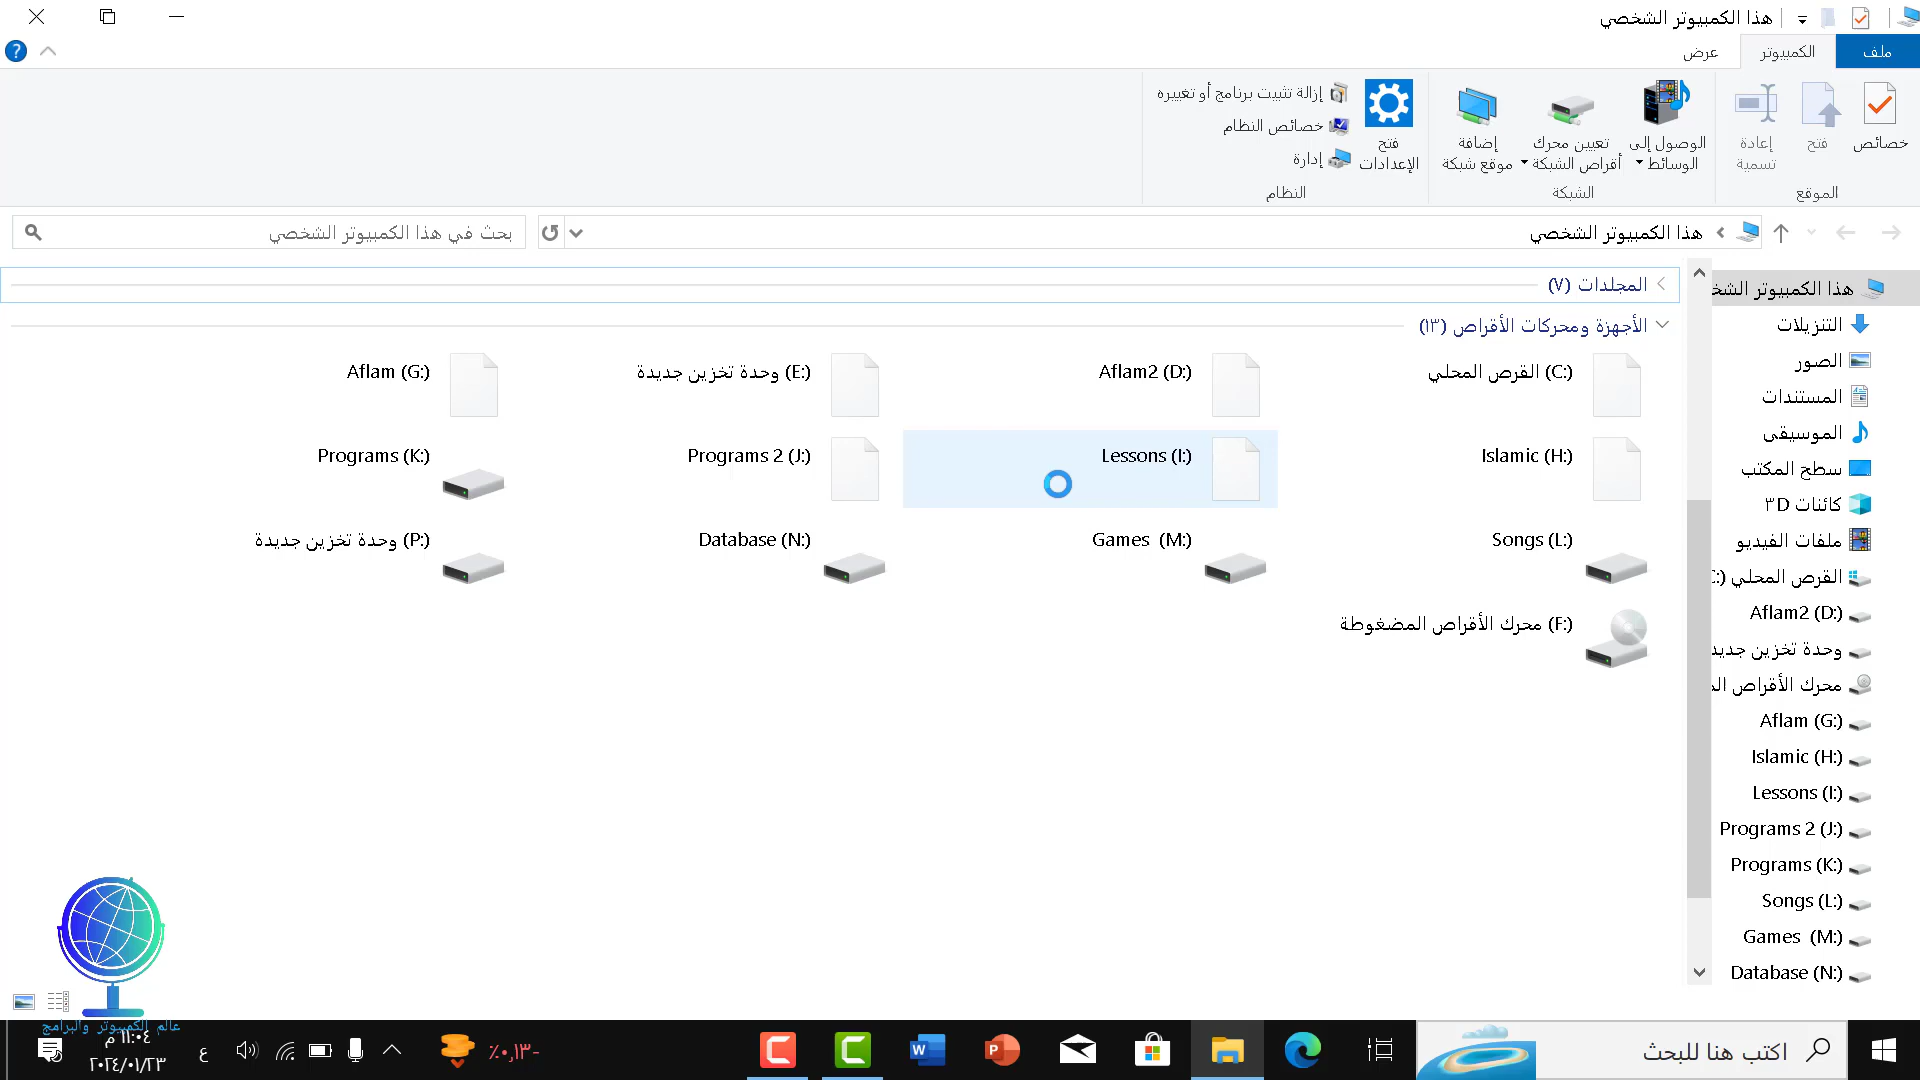 هذا الكمبيوتر الشخصي
ملف
الكمبيوتر
عرض
خصائص
فتح
إعادة تسمية
الموقع
الوصول إلى الوسائط
تعيين محرك أقراص الشبكة
إضافة موقع شبكة
الشبكة
فتح الإعدادات
إزالة تثبيت برنامج أو تغييره
خصائص النظام
إدارة
النظام
هذا الكمبيوتر الشخصي
بحث في هذا الكمبيوتر الشخصي
هذا الكمبيوتر الشخ
التنزيلات
الصور
المستندات
الموسيقى
سطح المكتب
كائنات 3D
ملفات الفيديو
القرص المحلي (C:
Aflam2 (D:)
وحدة تخزين جديد
محرك الأقراص الم
Aflam (G:)
Islamic (H:)
Lessons (I:)
Programs 2 (J:)
Programs (K:)
Songs (L:)
Games (M:)
Database (N:)
المجلدات (٧)
الأجهزة ومحركات الأقراص (١٣)
القرص المحلي (C:)
Aflam2 (D:)
وحدة تخزين جديدة (E:)
Aflam (G:)
Islamic (H:)
Lessons (I:)
Programs 2 (J:)
Programs (K:)
Songs (L:)
Games (M:)
Database (N:)
وحدة تخزين جديدة (P:)
محرك الأقراص المضغوطة (F:)
عالم الكمبيوتر والبرامج
اكتب هنا للبحث
-٠,١٣٪
ع
١١:٠٤ م
٢٠٢٤/٠١/٢٣